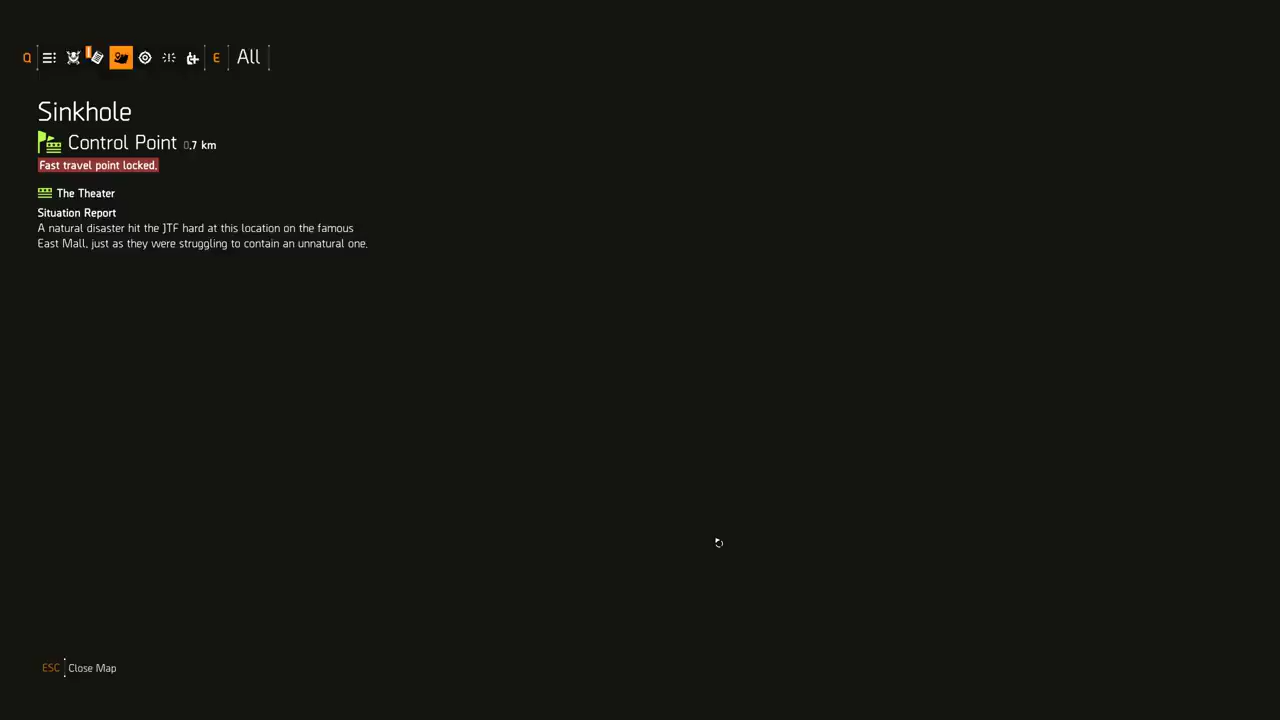 Q E All
Sinkhole
Control Point .7 km
Fast travel point locked.
The Theater
Situation Report
A natural disaster hit the JTF hard at this location on the famous
East Mall, just as they were struggling to contain an unnatural one.
ESC Close Map